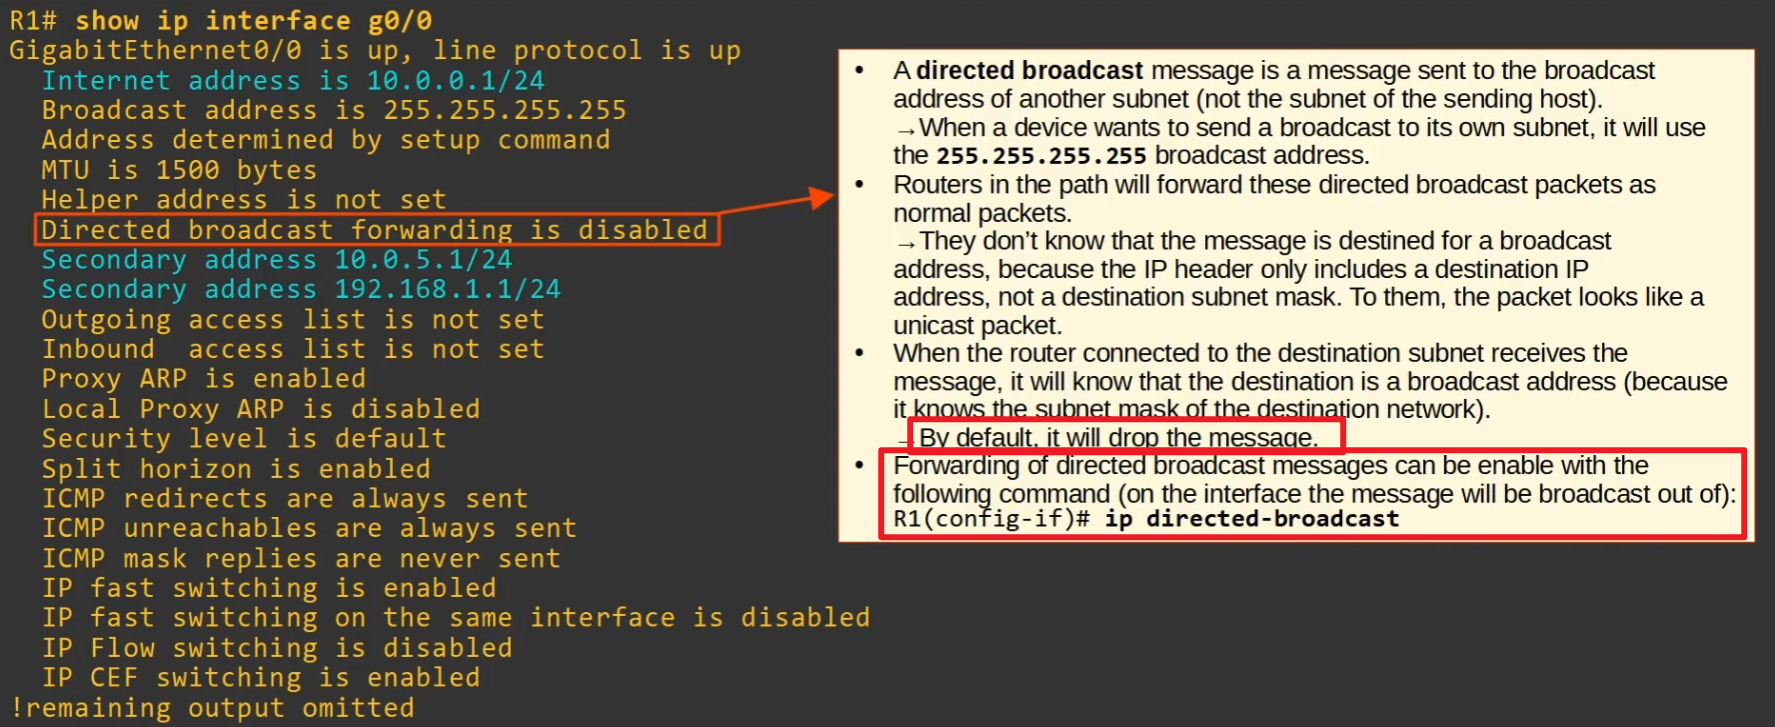 R1# show ip interface g0/0
GigabitEthernet0/0 is up, line protocol is up
Internet address is 10.0.0.1/24
Broadcast address is 255.255.255.255
Address determined by setup command
MTU is 1500 bytes
Helper address is not set
Directed broadcast forwarding is disabled
Secondary address 10.0.5.1/24
Secondary address 192.168.1.1/24
Outgoing access list is not set
Inbound  access list is not set
Proxy ARP is enabled
Local Proxy ARP is disabled
Security level is default
Split horizon is enabled
ICMP redirects are always sent
ICMP unreachables are always sent
ICMP mask replies are never sent
IP fast switching is enabled
IP fast switching on the same interface is disabled
IP Flow switching is disabled
IP CEF switching is enabled
!remaining output omitted
• A directed broadcast message is a message sent to the broadcast
address of another subnet (not the subnet of the sending host).
→When a device wants to send a broadcast to its own subnet, it will use
the 255.255.255.255 broadcast address.
• Routers in the path will forward these directed broadcast packets as
normal packets.
→They don't know that the message is destined for a broadcast
address, because the IP header only includes a destination IP
address, not a destination subnet mask. To them, the packet looks like a
unicast packet.
• When the router connected to the destination subnet receives the
message, it will know that the destination is a broadcast address (because
it knows the subnet mask of the destination network).
→By default, it will drop the message.
• Forwarding of directed broadcast messages can be enable with the
following command (on the interface the message will be broadcast out of):
R1(config-if)# ip directed-broadcast